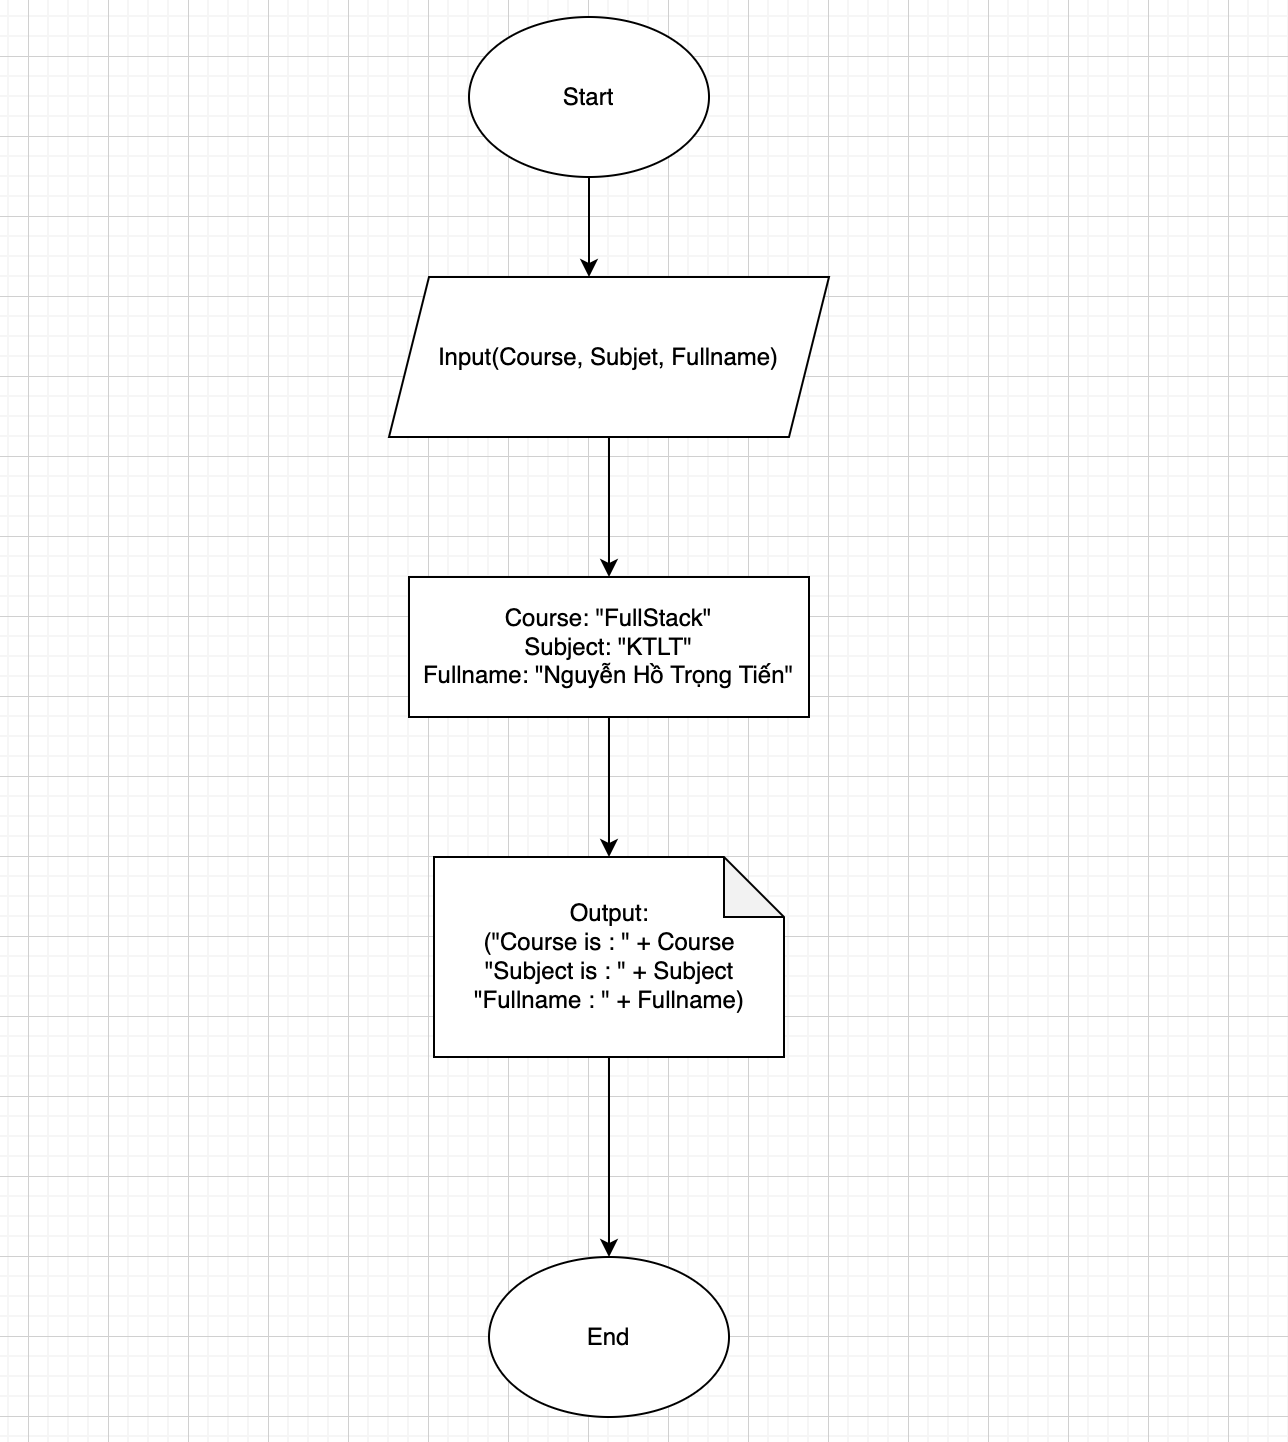 Start
Input(Course, Subjet, Fullname)
Course: "FullStack"
Subject: "KTLT"
Fullname: "Nguyễn Hồ Trọng Tiến"
Output:
("Course is : " + Course
"Subject is : " + Subject
"Fullname : " + Fullname)
End